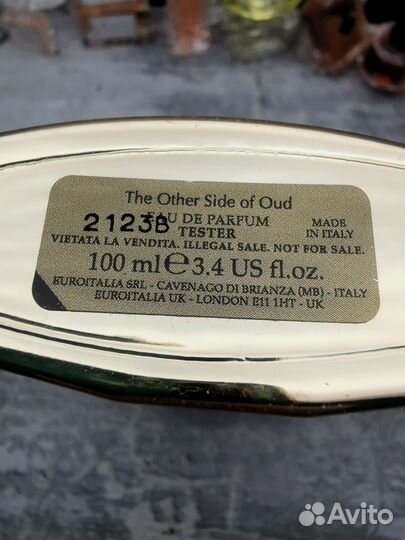 The Other Side of Oud
2123B EAU DE PARFUM
TESTER
MADE
IN ITALY
VIETATA LA VENDITA. ILLEGAL SALE. NOT FOR SALE.
100 ml ℮ 3.4 US fl.oz.
EUROITALIA SRL - CAVENAGO DI BRIANZA (MB) - ITALY
EUROITALIA UK - LONDON E11 1HT - UK
Avito